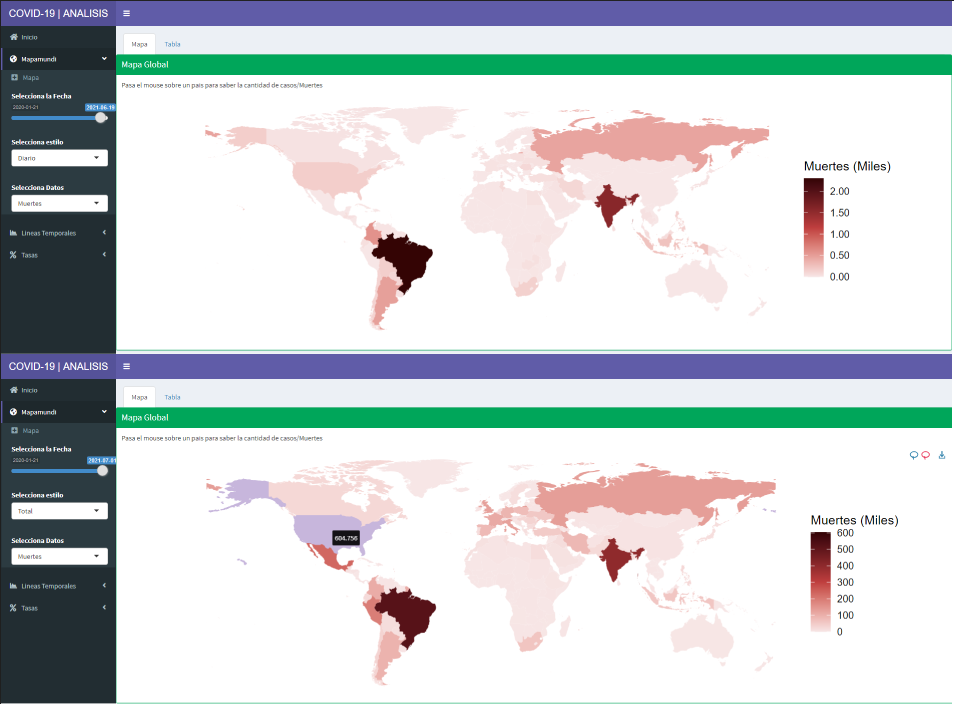 COVID-19 | ANALISIS
Inicio
Mapamundi
Mapa
Selecciona la Fecha
2020-01-21 2021-06-19
Selecciona estilo
Diario
Selecciona Datos
Muertes
Lineas Temporales
Tasas
Mapa Tabla
Mapa Global
Pasa el mouse sobre un pais para saber la cantidad de casos/Muertes
Muertes (Miles)
2.00
1.50
1.00
0.50
0.00
COVID-19 | ANALISIS
Inicio
Mapamundi
Mapa
Selecciona la Fecha
2020-01-21 2021-07-01
Selecciona estilo
Total
Selecciona Datos
Muertes
Lineas Temporales
Tasas
Mapa Tabla
Mapa Global
Pasa el mouse sobre un pais para saber la cantidad de casos/Muertes
604.756
Muertes (Miles)
600
500
400
300
200
100
0